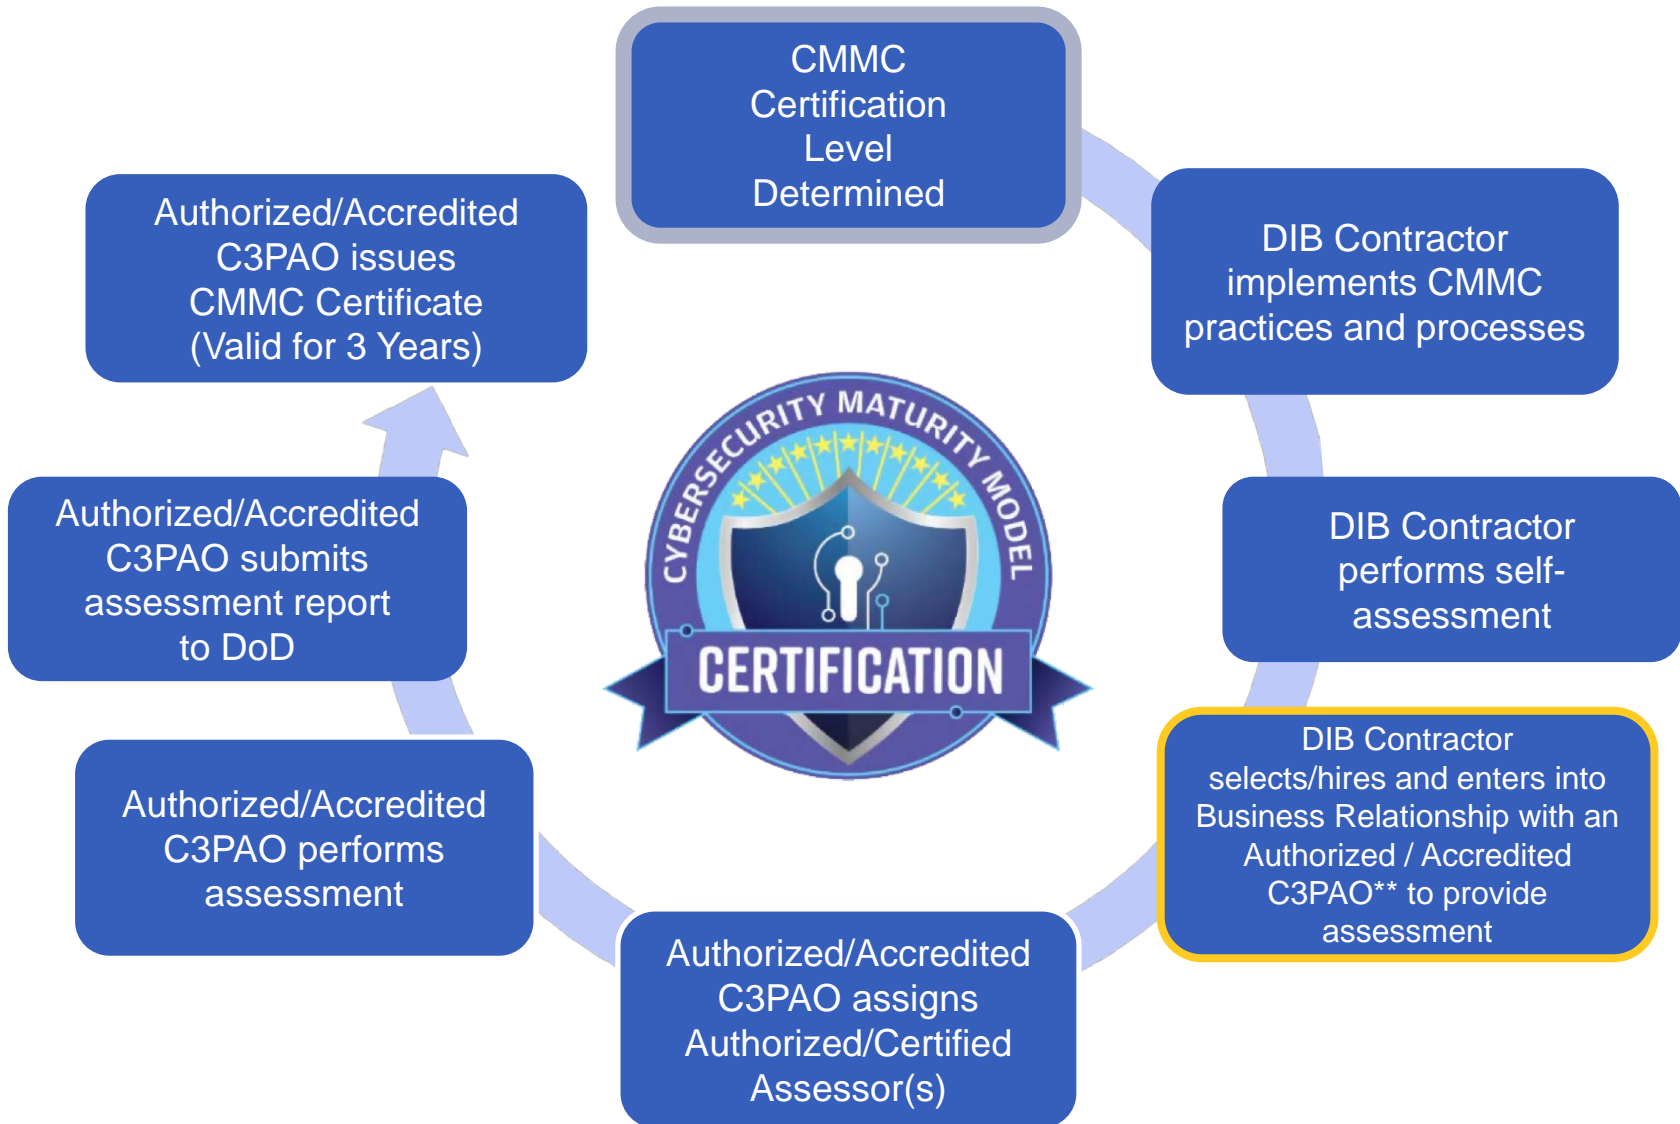 CMMC
Certification
Level
Determined
DIB Contractor
implements CMMC
practices and processes
DIB Contractor
performs self-
assessment
DIB Contractor
selects/hires and enters into
Business Relationship with an
Authorized / Accredited
C3PAO** to provide
assessment
Authorized/Accredited
C3PAO assigns
Authorized/Certified
Assessor(s)
Authorized/Accredited
C3PAO performs
assessment
Authorized/Accredited
C3PAO submits
assessment report
to DoD
Authorized/Accredited
C3PAO issues
CMMC Certificate
(Valid for 3 Years)
CYBERSECURITY MATURITY MODEL
CERTIFICATION